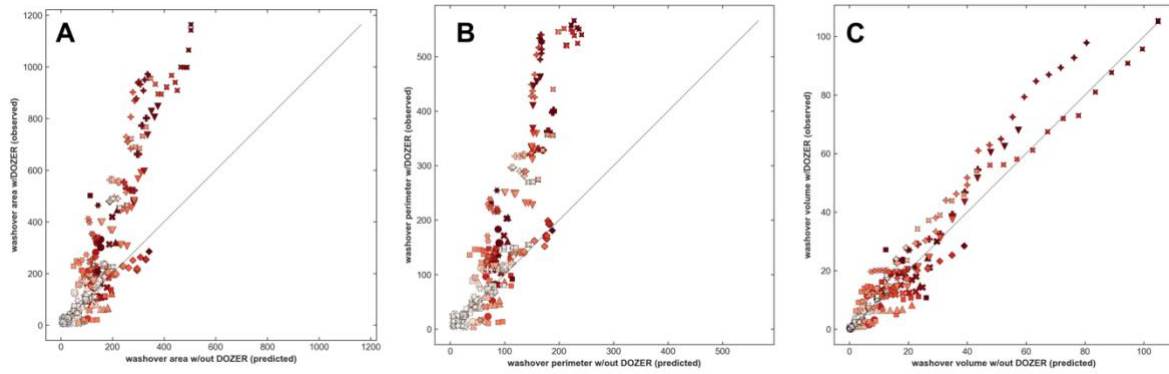 A
washover area w/DOZER (observed)
1200
1000
800
600
400
200
0
0 200 400 600 800 1000 1200
washover area w/out DOZER (predicted)
B
washover perimeter w/DOZER (observed)
500
400
300
200
100
0
0 100 200 300 400 500
washover perimeter w/out DOZER (predicted)
C
washover volume w/DOZER (observed)
100
80
60
40
20
0
0 20 40 60 80 100
washover volume w/out DOZER (predicted)